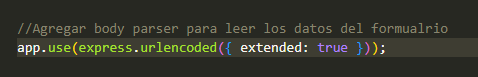 //Agregar body parser para leer los datos del formualrio
app.use(express.urlencoded({ extended: true }));